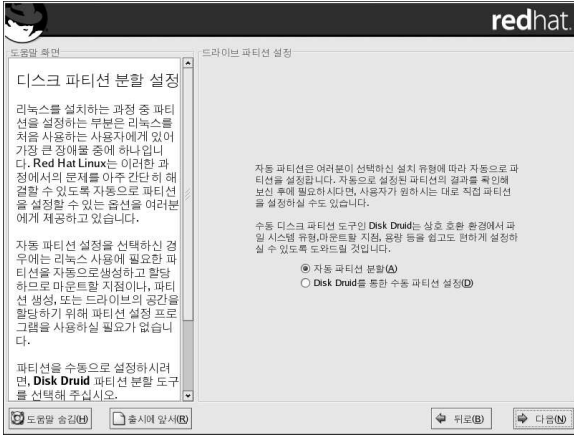 redhat.
도움말 화면
디스크 파티션 분할 설정
리눅스를 설치하는 과정 중 파티
션을 설정하는 부분은 리눅스를
처음 사용하는 사용자에게 있어
가장 큰 장애물 중에 하나입니
다. Red Hat Linux는 이러한 과
정에서의 문제를 아주 간단히 해
결할 수 있도록 자동으로 파티션
을 설정할 수 있는 옵션을 여러분
에게 제공하고 있습니다.
자동 파티션 설정을 선택하신 경
우에는 리눅스 사용에 필요한 파
티션을 자동으로생성하고 할당
하므로 마운트할 지점이나, 파티
션 생성, 또는 드라이브의 공간을
할당하기 위해 파티션 설정 프로
그램을 사용하실 필요가 없습니
다.
파티션을 수동으로 설정하시려
면, Disk Druid 파티션 분할 도구
를 선택해 주십시오.
드라이브 파티션 설정
자동 파티션은 여러분이 선택하신 설치 유형에 따라 자동으로 파
티션을 설정합니다. 자동으로 설정된 파티션의 결과를 확인해
보신 후에 필요하시다면, 사용자가 원하시는 대로 직접 파티션
을 설정하실 수도 있습니다.
수동 디스크 파티션 도구인 Disk Druid는 상호 호환 환경에서 파
일 시스템 유형,마운트할 지점, 용량 등을 쉽고도 편하게 설정하
실 수 있도록 도와드릴 것입니다.
자동 파티션 분할(A)
Disk Druid를 통한 수동 파티션 설정(D)
도움말 숨김(H)
출시에 앞서(R)
뒤로(B)
다음(N)